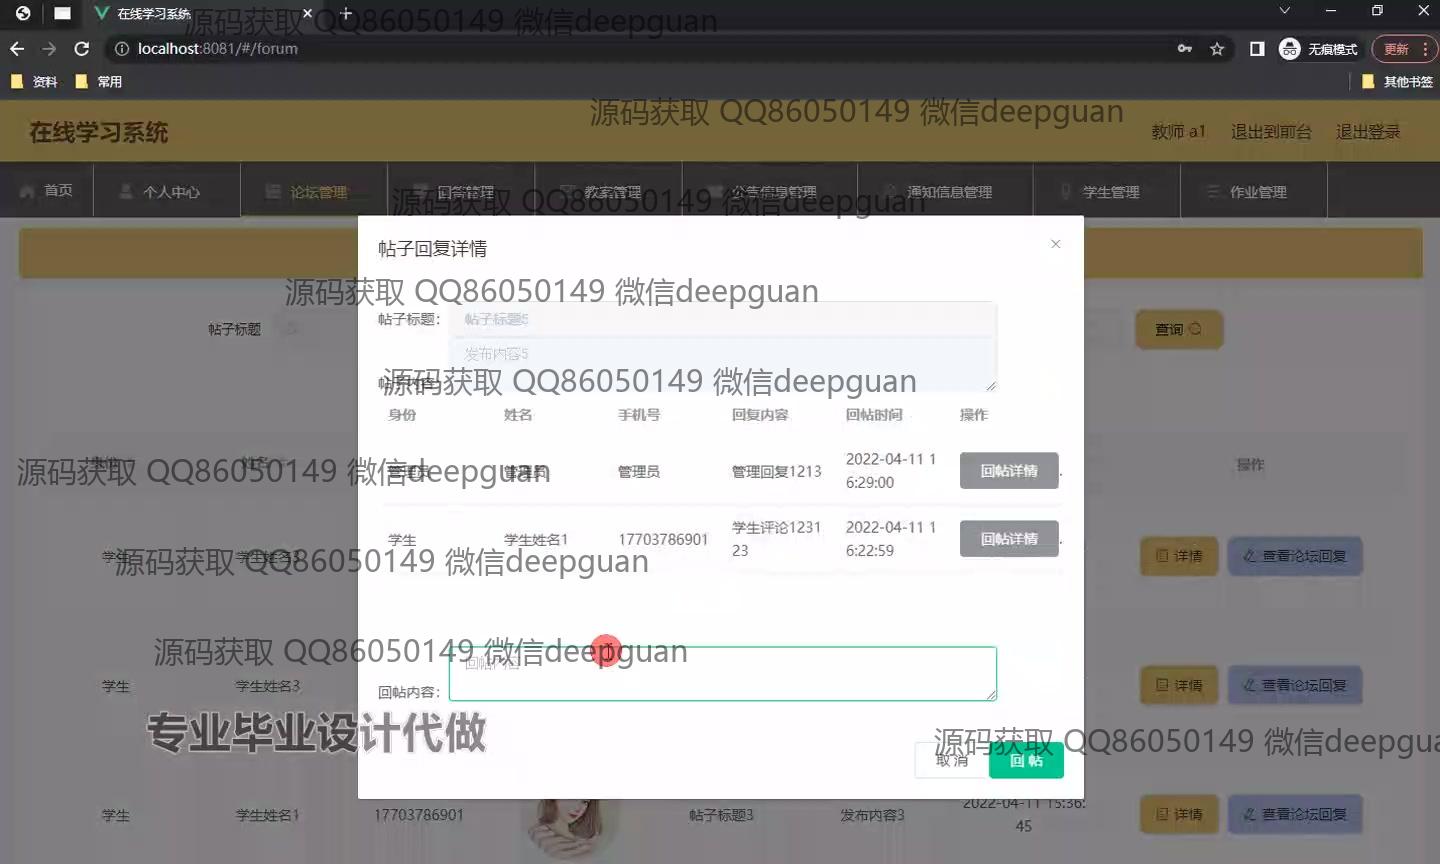 在线学习系统
源码获取 QQ86050149 微信deepguan
localhost:8081/#/forum
无痕模式
更新
资料
常用
其他书签
源码获取 QQ86050149 微信deepguan
在线学习系统
教师 a1
退出到前台
退出登录
首页
个人中心
论坛管理
回答管理
教室管理
公告信息管理
通知信息管理
学生管理
作业管理
源码获取 QQ86050149 微信deepguan
帖子回复详情
源码获取 QQ86050149 微信deepguan
帖子标题
查询
帖子标题：
帖子标题5
发布内容5
帖子内容：
源码获取 QQ86050149 微信deepguan
身份
姓名
手机号
回复内容
回帖时间
操作
身份
姓名
操作
源码获取 QQ86050149 微信deepguan
管理员
管理员
管理员
管理回复1213
2022-04-11 1
6:29:00
回帖详情
学生
学生姓名1
17703786901
学生评论1231
23
2022-04-11 1
6:22:59
回帖详情
学生
学生姓名3
详情
查看论坛回复
源码获取 QQ86050149 微信deepguan
源码获取 QQ86050149 微信deepguan
回帖内容
回帖内容：
学生
学生姓名3
详情
查看论坛回复
专业毕业设计代做
源码获取 QQ86050149 微信deepgua
取 消
回 帖
学生
学生姓名1
17703786901
帖子标题3
发布内容3
2022-04-11 15:36:
45
详情
查看论坛回复